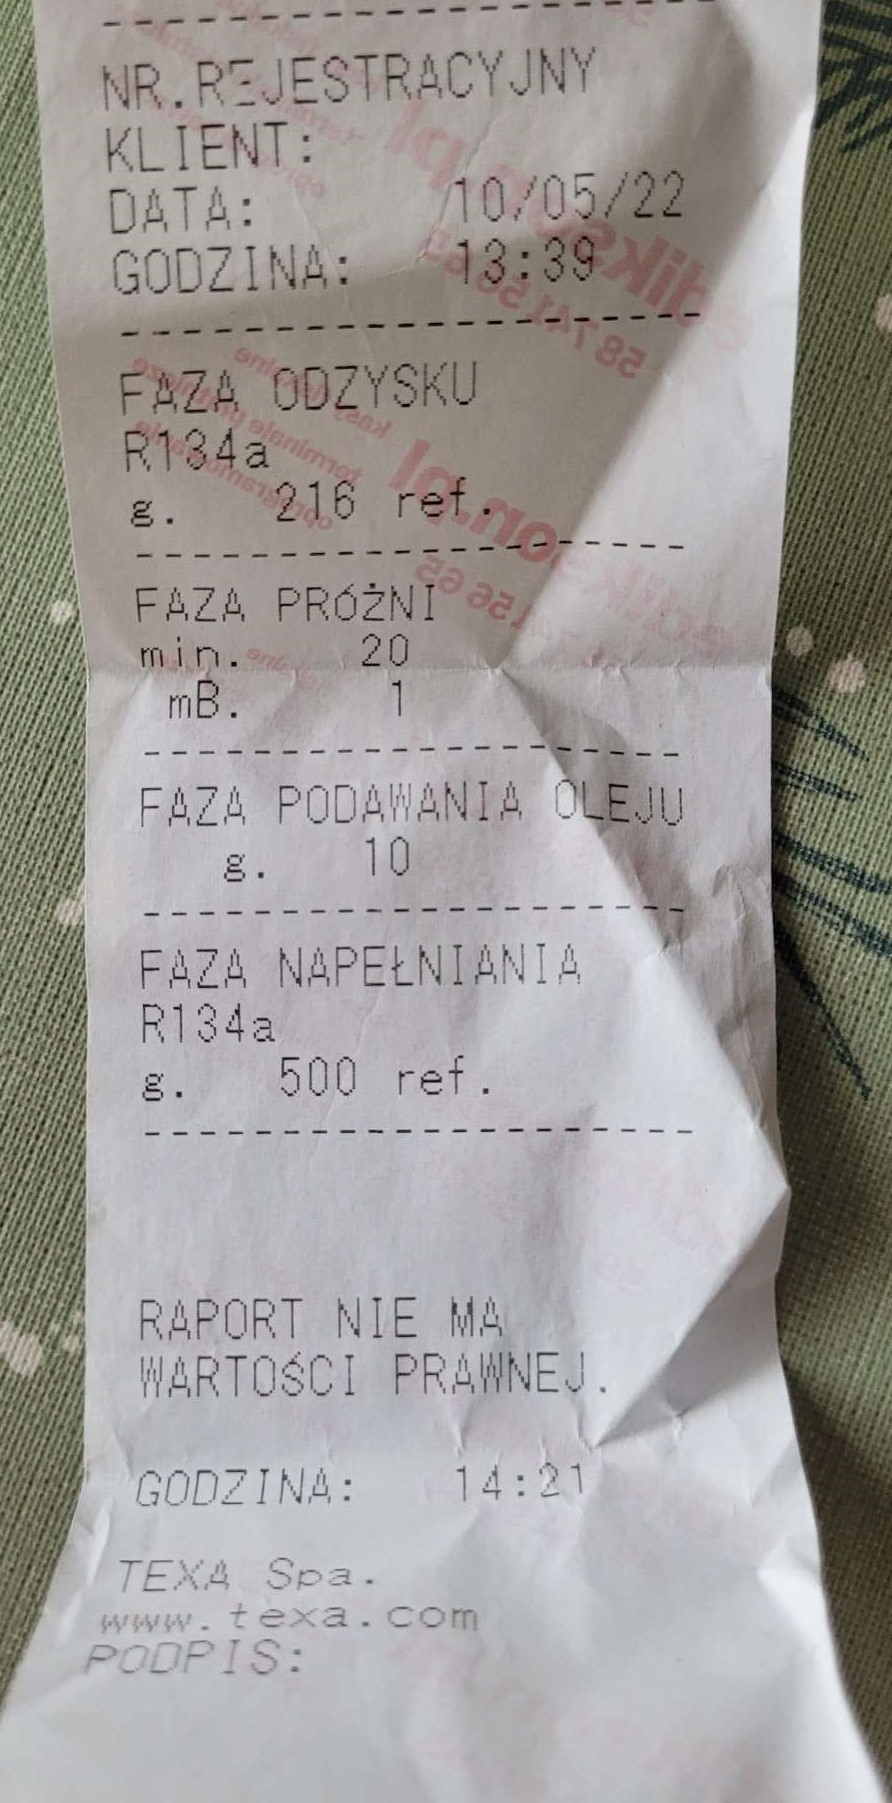 NR.REJESTRACYJNY
KLIENT:
DATA: 10/05/22
GODZINA: 13:39
FAZA ODZYSKU
R134a
g. 216 ref.
FAZA PRÓŻNI
min. 20
mB. 1
FAZA PODAWANIA OLEJU
g. 10
FAZA NAPEŁNIANIA
R134a
g. 500 ref.
RAPORT NIE MA
WARTOŚCI PRAWNEJ.
GODZINA: 14:21
TEXA Spa.
www.texa.com
PODPIS: